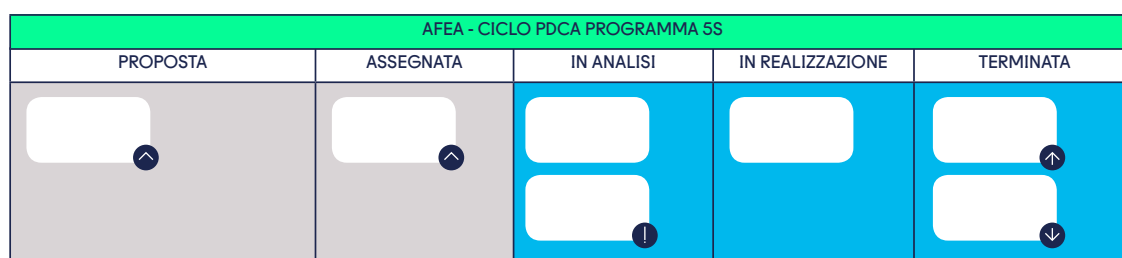 AFEA - CICLO PDCA PROGRAMMA 5S
PROPOSTA
ASSEGNATA
IN ANALISI
IN REALIZZAZIONE
TERMINATA
!